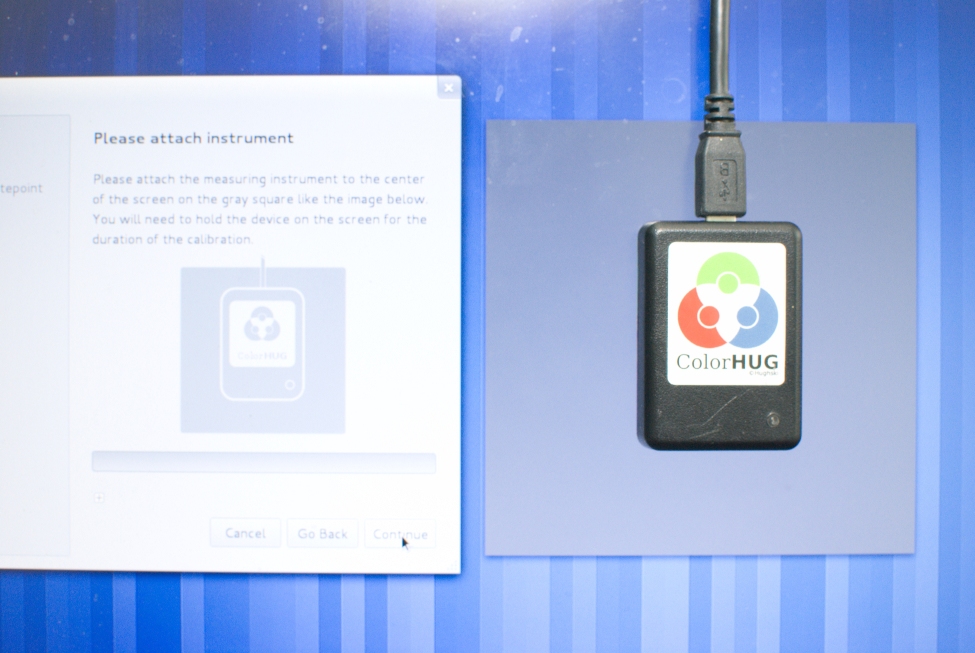 Please attach instrument
tepoint
Please attach the measuring instrument to the center
of the screen on the gray square like the image below.
You will need to hold the device on the screen for the
duration of the calibration.
ColorHUG
Cancel
Go Back
Continue
ColorHUG